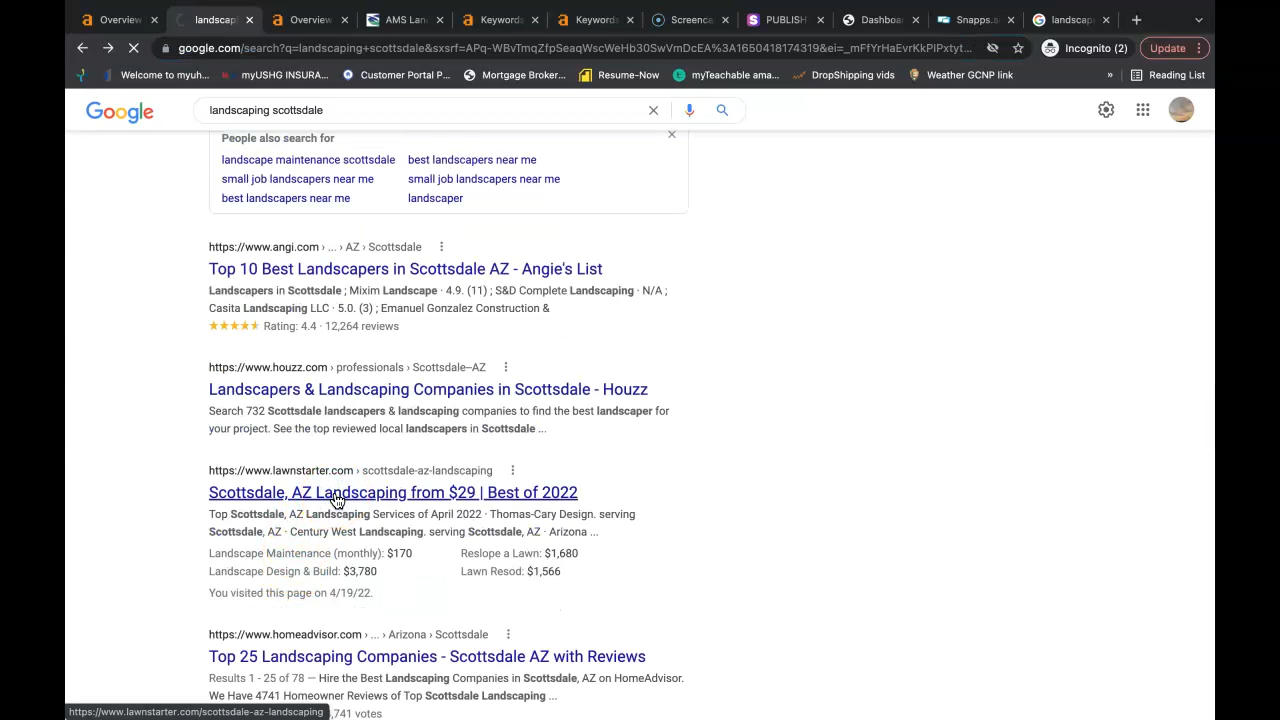 Overview
landscap
Overview
AMS Lan
Keywords
Keywords
Screenca
PUBLISH
Dashboa
Snapps.s
landscap
google.com/search?q=landscaping+scottsdale&sxsrf=APq-WBvTmqZfpSeaqWscWeHb30SwVmDcEA%3A1650418174319&ei=_mFfYrHaEvrKkPIPxtyt...
Incognito (2)
Update
Welcome to myuh...
myUSHG INSURA...
Customer Portal P...
Mortgage Broker...
Resume-Now
myTeachable ama...
DropShipping vids
Weather GCNP link
»
Reading List
Google
landscaping scottsdale
People also search for
landscape maintenance scottsdale best landscapers near me
small job landscapers near me small job landscapers near me
best landscapers near me landscaper
https://www.angi.com › ... › AZ › Scottsdale
Top 10 Best Landscapers in Scottsdale AZ - Angie's List
Landscapers in Scottsdale ; Mixim Landscape · 4.9. (11) ; S&D Complete Landscaping · N/A ;
Casita Landscaping LLC · 5.0. (3) ; Emanuel Gonzalez Construction &
Rating: 4.4 · 12,264 reviews
https://www.houzz.com › professionals › Scottsdale--AZ
Landscapers & Landscaping Companies in Scottsdale - Houzz
Search 732 Scottsdale landscapers & landscaping companies to find the best landscaper for
your project. See the top reviewed local landscapers in Scottsdale ...
https://www.lawnstarter.com › scottsdale-az-landscaping
Scottsdale, AZ Landscaping from $29 | Best of 2022
Top Scottsdale, AZ Landscaping Services of April 2022 · Thomas-Cary Design. serving
Scottsdale, AZ · Century West Landscaping. serving Scottsdale, AZ · Arizona ...
Landscape Maintenance (monthly): $170 Reslope a Lawn: $1,680
Landscape Design & Build: $3,780 Lawn Resod: $1,566
You visited this page on 4/19/22.
https://www.homeadvisor.com › ... › Arizona › Scottsdale
Top 25 Landscaping Companies - Scottsdale AZ with Reviews
Results 1 - 25 of 78 — Hire the Best Landscaping Companies in Scottsdale, AZ on HomeAdvisor.
We Have 4741 Homeowner Reviews of Top Scottsdale Landscaping ...
https://www.lawnstarter.com/scottsdale-az-landscaping
,741 votes